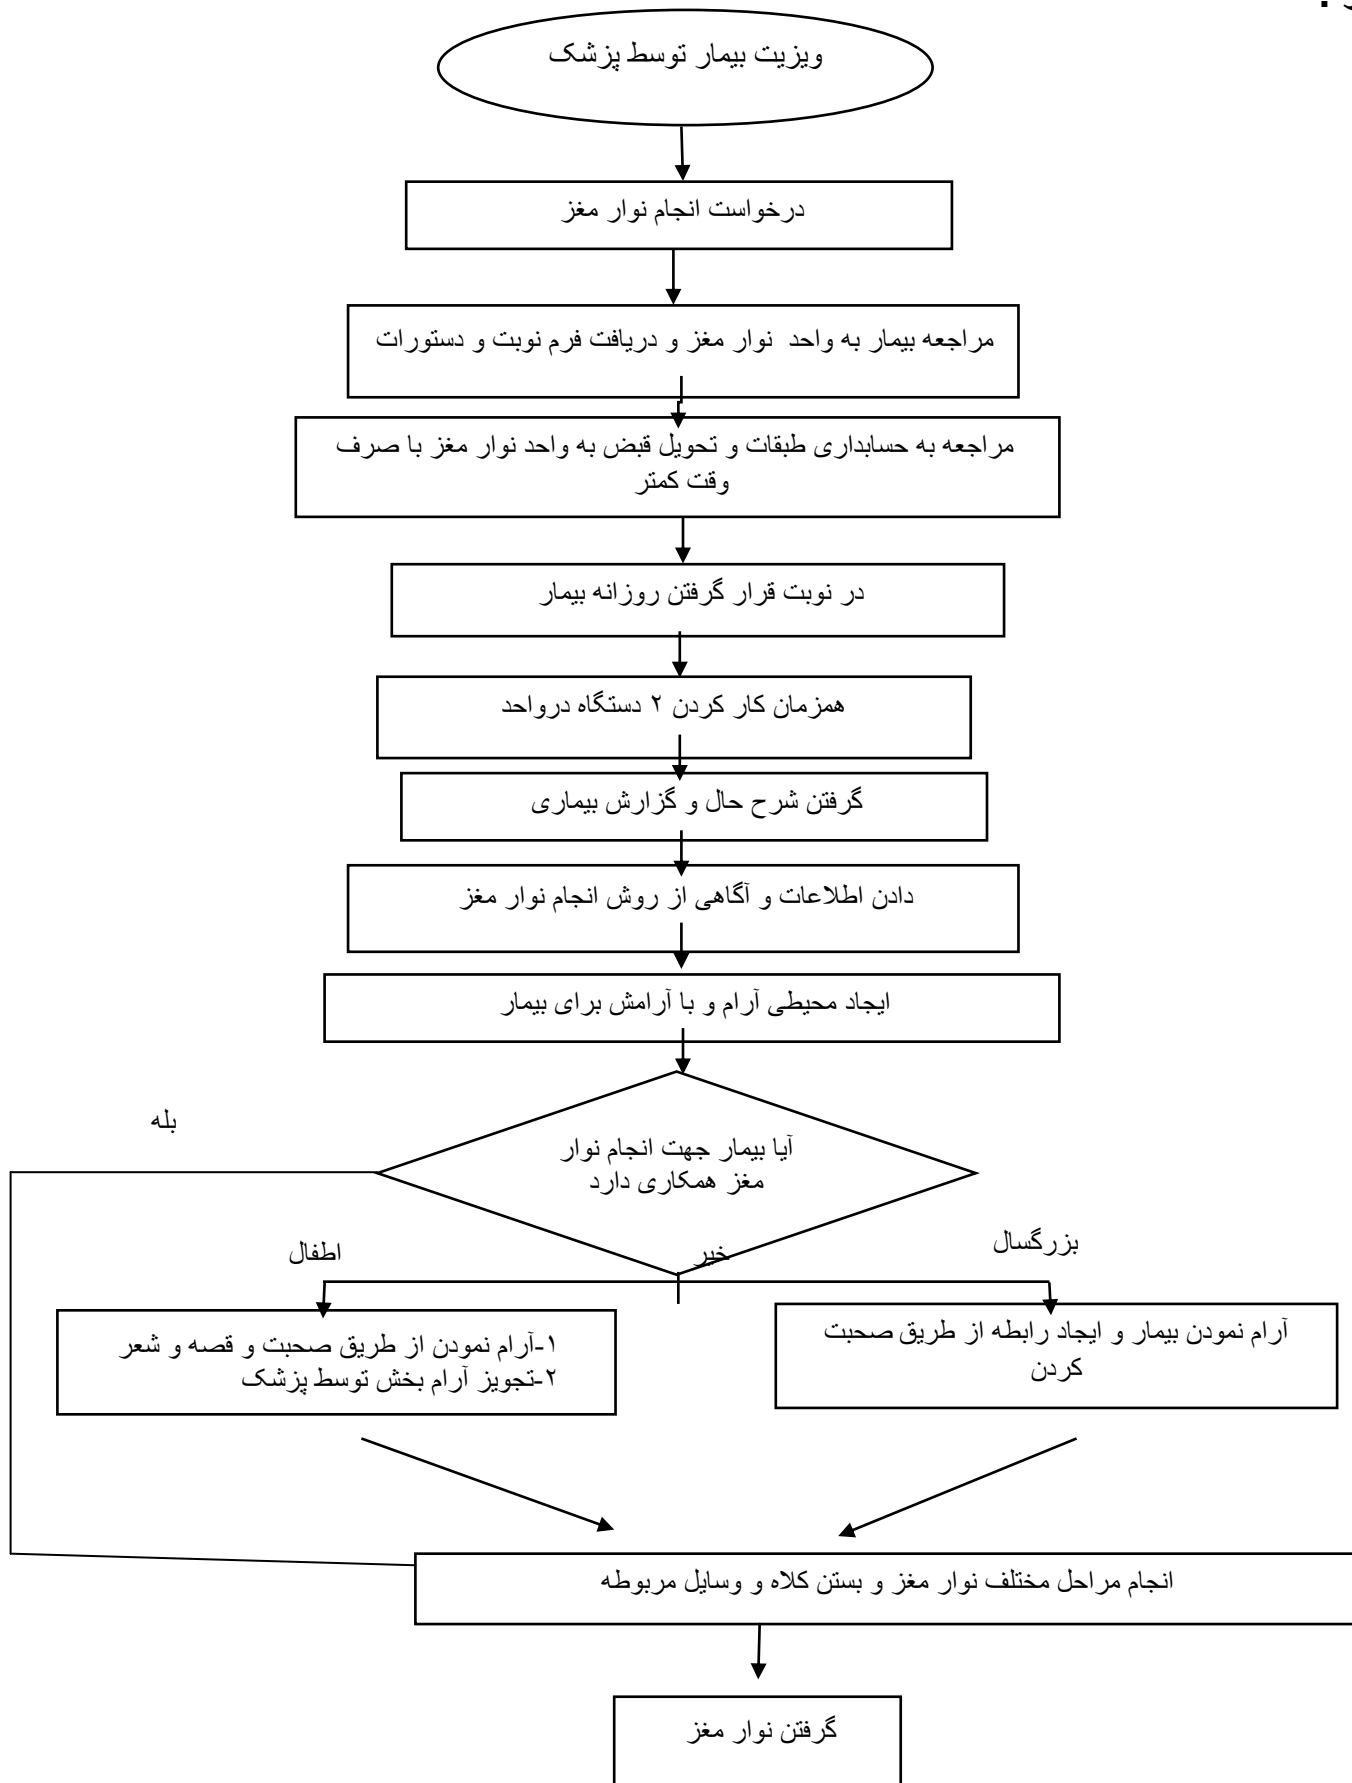 ویزیت بیمار توسط پزشک
درخواست انجام نوار مغز
مراجعه بیمار به واحد نوار مغز و دریافت فرم نوبت و دستورات
مراجعه به حسابداری طبقات و تحویل قبض به واحد نوار مغز با صرف
وقت کمتر
در نوبت قرار گرفتن روزانه بیمار
همزمان کار کردن ۲ دستگاه درواحد
گرفتن شرح حال و گزارش بیماری
دادن اطلاعات و آگاهی از روش انجام نوار مغز
ایجاد محیطی آرام و با آرامش برای بیمار
بله
آیا بیمار جهت انجام نوار
مغز همکاری دارد
بزرگسال
خیر
اطفال
آرام نمودن بیمار و ایجاد رابطه از طریق صحبت
کردن
۱-آرام نمودن از طریق صحبت و قصه و شعر
۲-تجویز آرام بخش توسط پزشک
انجام مراحل مختلف نوار مغز و بستن کلاه و وسایل مربوطه
گرفتن نوار مغز